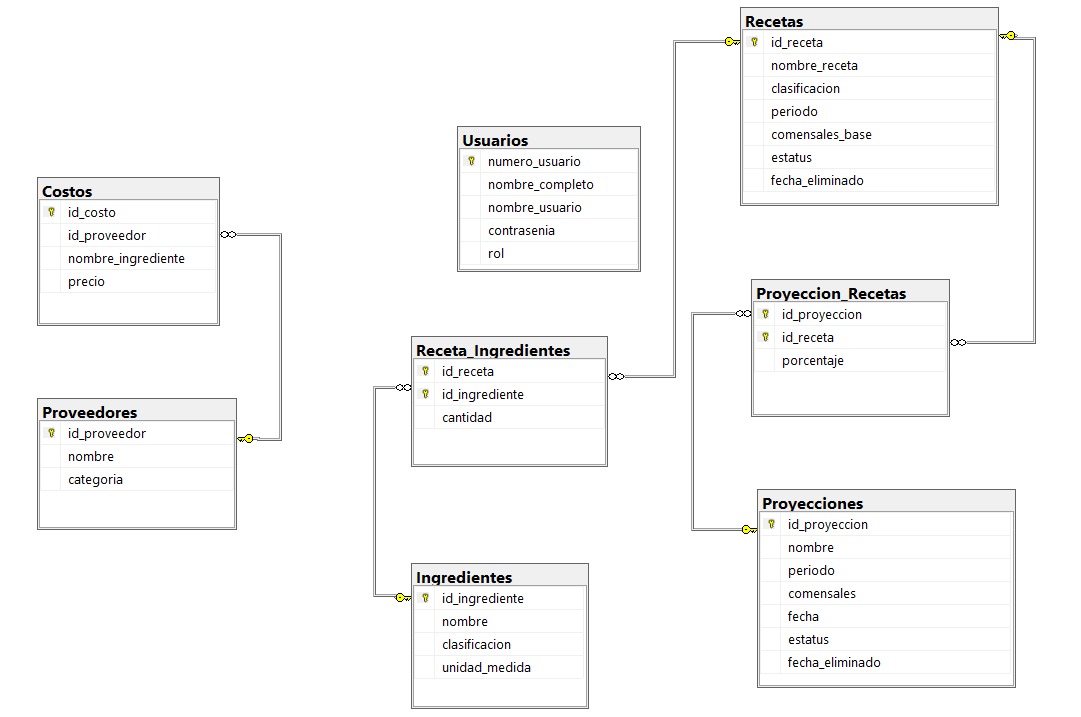 Costos
id_costo
id_proveedor
nombre_ingrediente
precio
Proveedores
id_proveedor
nombre
categoria
Usuarios
numero_usuario
nombre_completo
nombre_usuario
contrasenia
rol
Receta_Ingredientes
id_receta
id_ingrediente
cantidad
Ingredientes
id_ingrediente
nombre
clasificacion
unidad_medida
Recetas
id_receta
nombre_receta
clasificacion
periodo
comensales_base
estatus
fecha_eliminado
Proyeccion_Recetas
id_proyeccion
id_receta
porcentaje
Proyecciones
id_proyeccion
nombre
periodo
comensales
fecha
estatus
fecha_eliminado